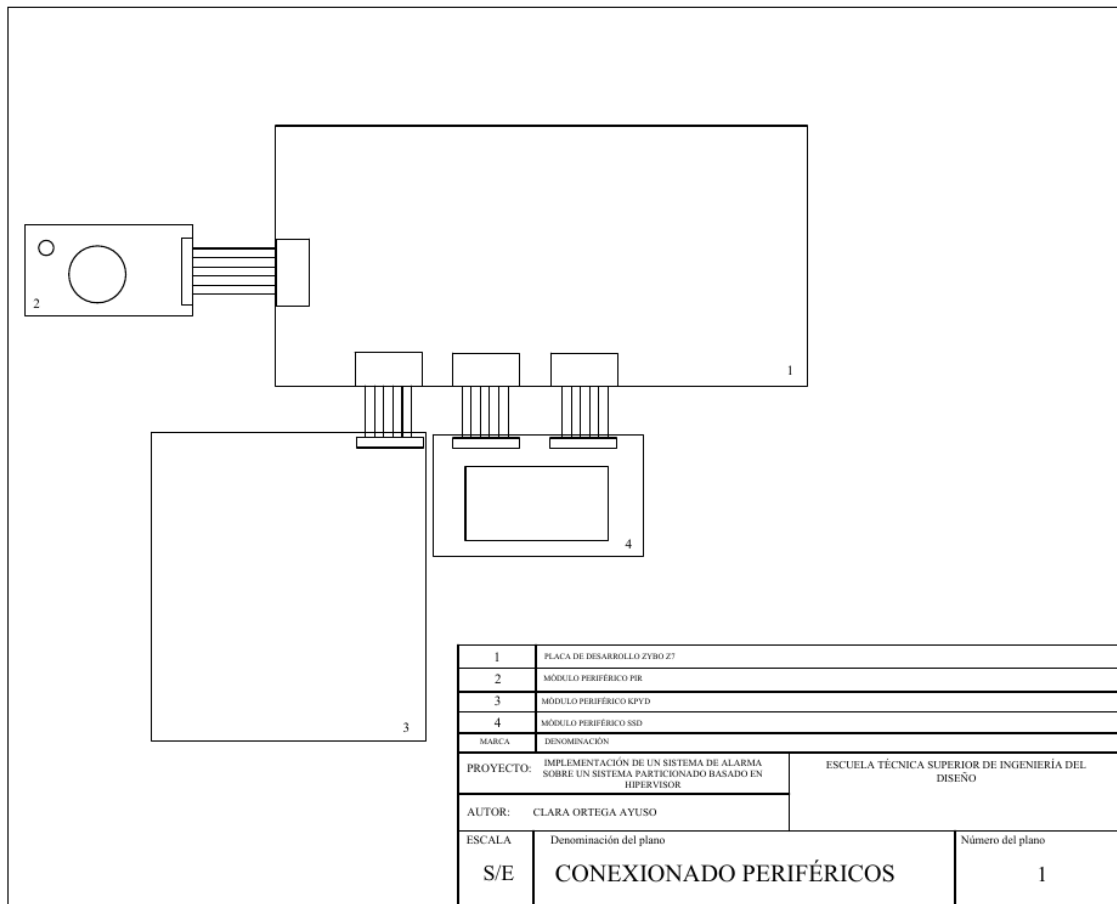 2
1
3
4
1 PLACA DE DESARROLLO ZYBO Z7
2 MÓDULO PERIFÉRICO PIR
3 MÓDULO PERIFÉRICO KPYD
4 MÓDULO PERIFÉRICO SSD
MARCA DENOMINACIÓN
PROYECTO: IMPLEMENTACIÓN DE UN SISTEMA DE ALARMA
SOBRE UN SISTEMA PARTICIONADO BASADO EN
HIPERVISOR
ESCUELA TÉCNICA SUPERIOR DE INGENIERÍA DEL
DISEÑO
AUTOR: CLARA ORTEGA AYUSO
ESCALA
S/E
Denominación del plano
CONEXIONADO PERIFÉRICOS
Número del plano
1